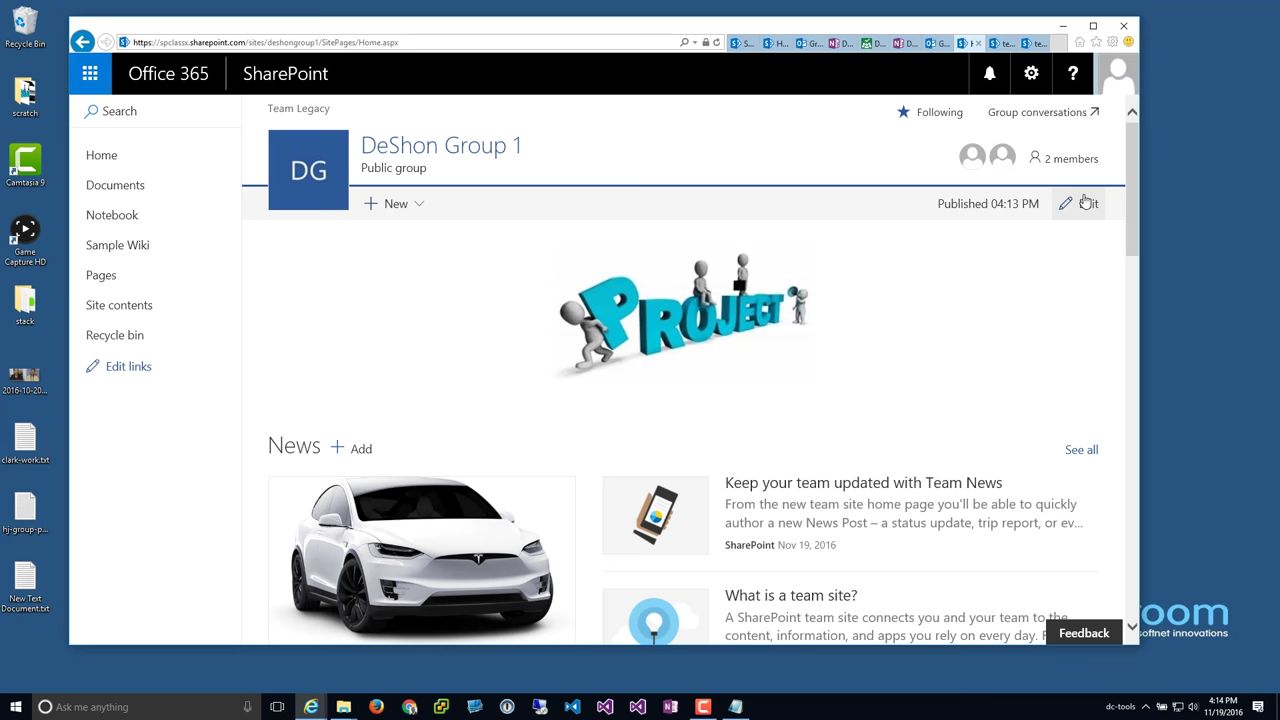 Recycle Bin
scratch
Camtasia 9
Game
Capture HD
stack
2016-10-20...
clark-work.txt
hj-group-p...
New Text
Document.txt
https://spclassx.sharepoint.com/sites/deshongroup1/SitePages/Home.aspx
Office 365
SharePoint
?
Search
Home
Documents
Notebook
Sample Wiki
Pages
Site contents
Recycle bin
Edit links
Team Legacy
Following
Group conversations
DG
DeShon Group 1
Public group
2 members
New
Published 04:13 PM
PROJECT
News
Add
See all
Keep your team updated with Team News
From the new team site home page you'll be able to quickly
author a new News Post – a status update, trip report, or ev...
SharePoint Nov 19, 2016
What is a team site?
A SharePoint team site connects you and your team to the
content, information, and apps you rely on every day.
Feedback
room
softnet innovations
Ask me anything
dc-tools
4:14 PM
11/19/2016